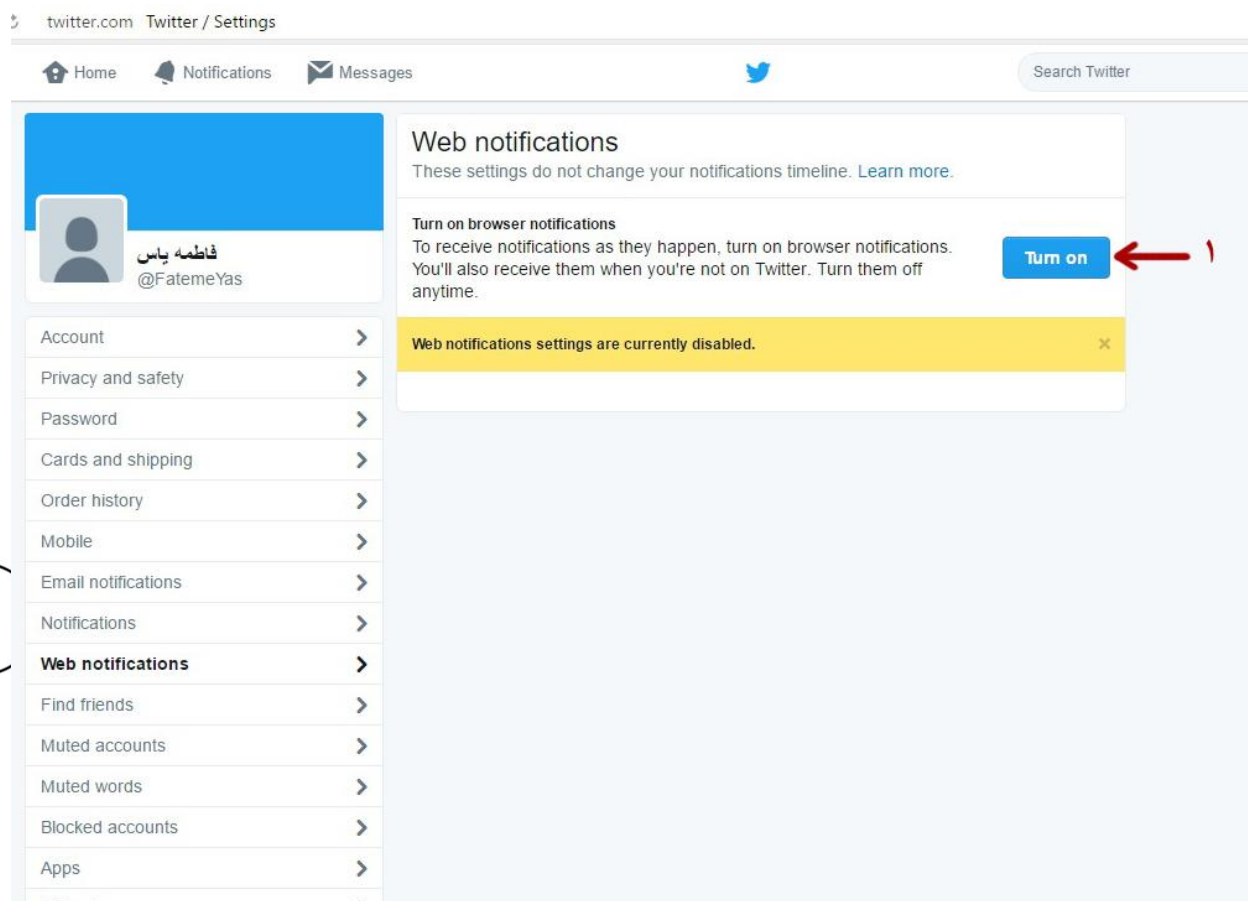 twitter.com Twitter / Settings
Home Notifications Messages Search Twitter
فاطمه یاس
@FatemeYas
Account
Privacy and safety
Password
Cards and shipping
Order history
Mobile
Email notifications
Notifications
Web notifications
Find friends
Muted accounts
Muted words
Blocked accounts
Apps
Web notifications
These settings do not change your notifications timeline. Learn more.
Turn on browser notifications
To receive notifications as they happen, turn on browser notifications.
You'll also receive them when you're not on Twitter. Turn them off
anytime.
Turn on
۱
Web notifications settings are currently disabled.